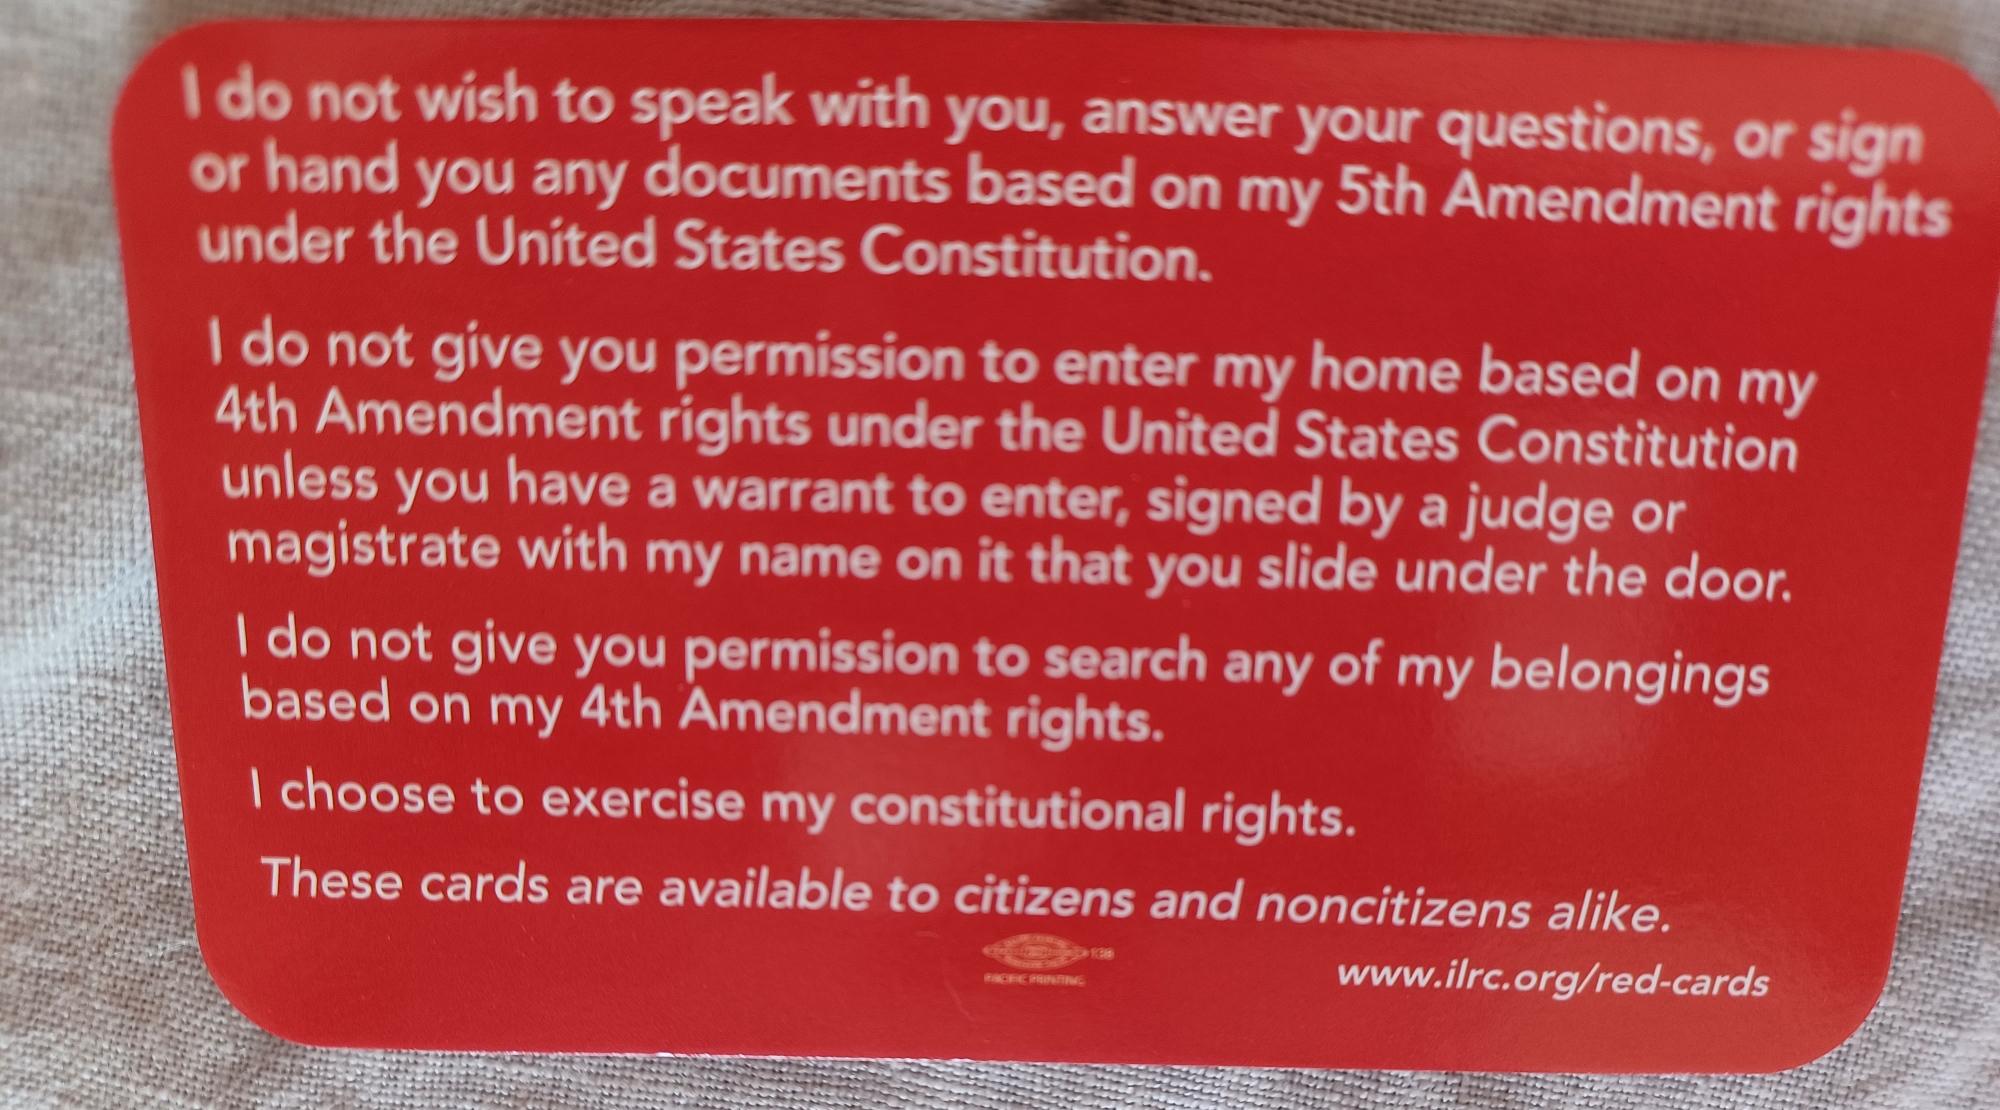 I do not wish to speak with you, answer your questions, or sign
or hand you any documents based on my 5th Amendment rights
under the United States Constitution.
I do not give you permission to enter my home based on my
4th Amendment rights under the United States Constitution
unless you have a warrant to enter, signed by a judge or
magistrate with my name on it that you slide under the door.
I do not give you permission to search any of my belongings
based on my 4th Amendment rights.
I choose to exercise my constitutional rights.
These cards are available to citizens and noncitizens alike.
138
PACIFIC PRINTING
www.ilrc.org/red-cards